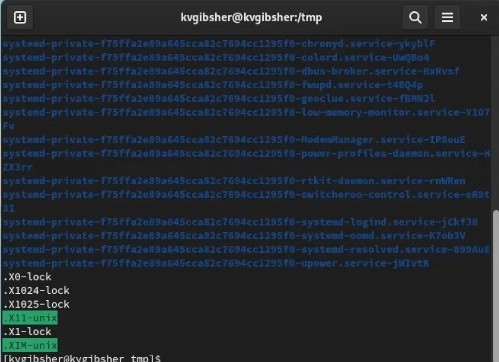 kvgibsher@kvgibsher:/tmp
systemd-private-f75ffa2e89a645cca82c7694cc1295f0-chronyd.service-ykyblF
systemd-private-f75ffa2e89a645cca82c7694cc1295f0-colord.service-UwQBo4
systemd-private-f75ffa2e89a645cca82c7694cc1295f0-dbus-broker.service-HxRvsf
systemd-private-f75ffa2e89a645cca82c7694cc1295f0-fwupd.service-t4BQ4p
systemd-private-f75ffa2e89a645cca82c7694cc1295f0-geoclue.service-fBHNJl
systemd-private-f75ffa2e89a645cca82c7694cc1295f0-low-memory-monitor.service-Y107
Fv
systemd-private-f75ffa2e89a645cca82c7694cc1295f0-ModemManager.service-IP8ouE
systemd-private-f75ffa2e89a645cca82c7694cc1295f0-power-profiles-daemon.service-H
ZX3rr
systemd-private-f75ffa2e89a645cca82c7694cc1295f0-rtkit-daemon.service-rnWRen
systemd-private-f75ffa2e89a645cca82c7694cc1295f0-switcheroo-control.service-sR9t
31
systemd-private-f75ffa2e89a645cca82c7694cc1295f0-systemd-logind.service-jCkfJ0
systemd-private-f75ffa2e89a645cca82c7694cc1295f0-systemd-oomd.service-K7ob3V
systemd-private-f75ffa2e89a645cca82c7694cc1295f0-systemd-resolved.service-899AuE
systemd-private-f75ffa2e89a645cca82c7694cc1295f0-upower.service-jWIvtK
.X0-lock
.X1024-lock
.X1025-lock
.X11-unix
.X1-lock
.XIM-unix
[kvgibsher@kvgibsher tmp]$